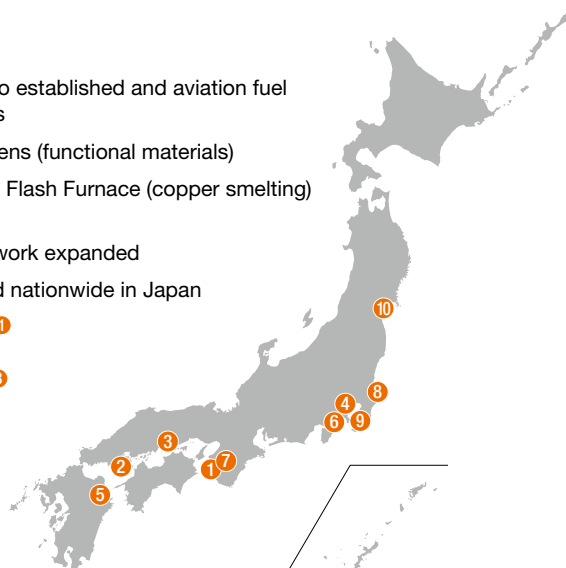 o established and aviation fuel
s
ens (functional materials)
Flash Furnace (copper smelting)
work expanded
d nationwide in Japan
1
10
8
4
6
9
3
7
1
2
5